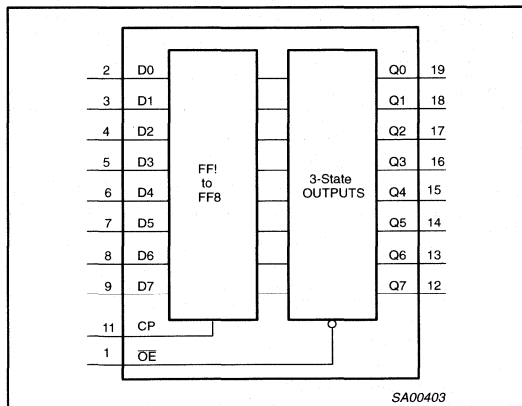 2 D0 Q0 19
3 D1 Q1 18
4 D2 Q2 17
5 D3 Q3 16
FF!
to
FF8
3-State
OUTPUTS
6 D4 Q4 15
7 D5 Q5 14
8 D6 Q6 13
9 D7 Q7 12
11 CP
1 O̅E̅
SA00403